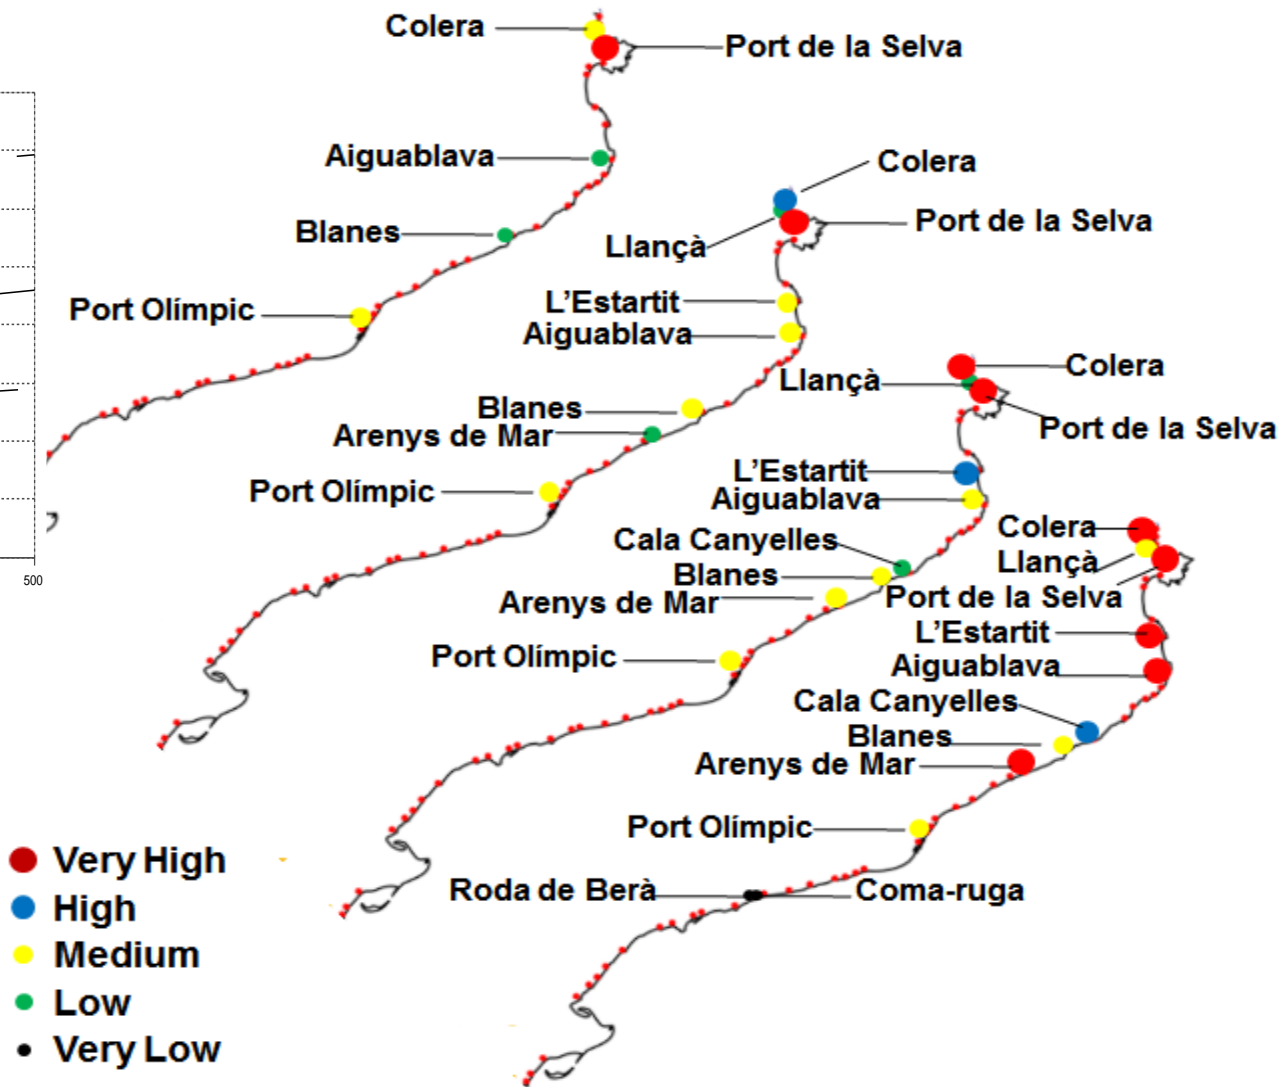 Colera
Port de la Selva
Aiguablava
Blanes
Port Olímpic
Colera
Port de la Selva
Llançà
L'Estartit
Aiguablava
Blanes
Arenys de Mar
Port Olímpic
Colera
Llançà
Port de la Selva
L'Estartit
Aiguablava
Cala Canyelles
Blanes
Arenys de Mar
Port Olímpic
Colera
Llançà
Port de la Selva
L'Estartit
Aiguablava
Cala Canyelles
Blanes
Arenys de Mar
Port Olímpic
Roda de Berà
Coma-ruga
500
Very High
High
Medium
Low
Very Low